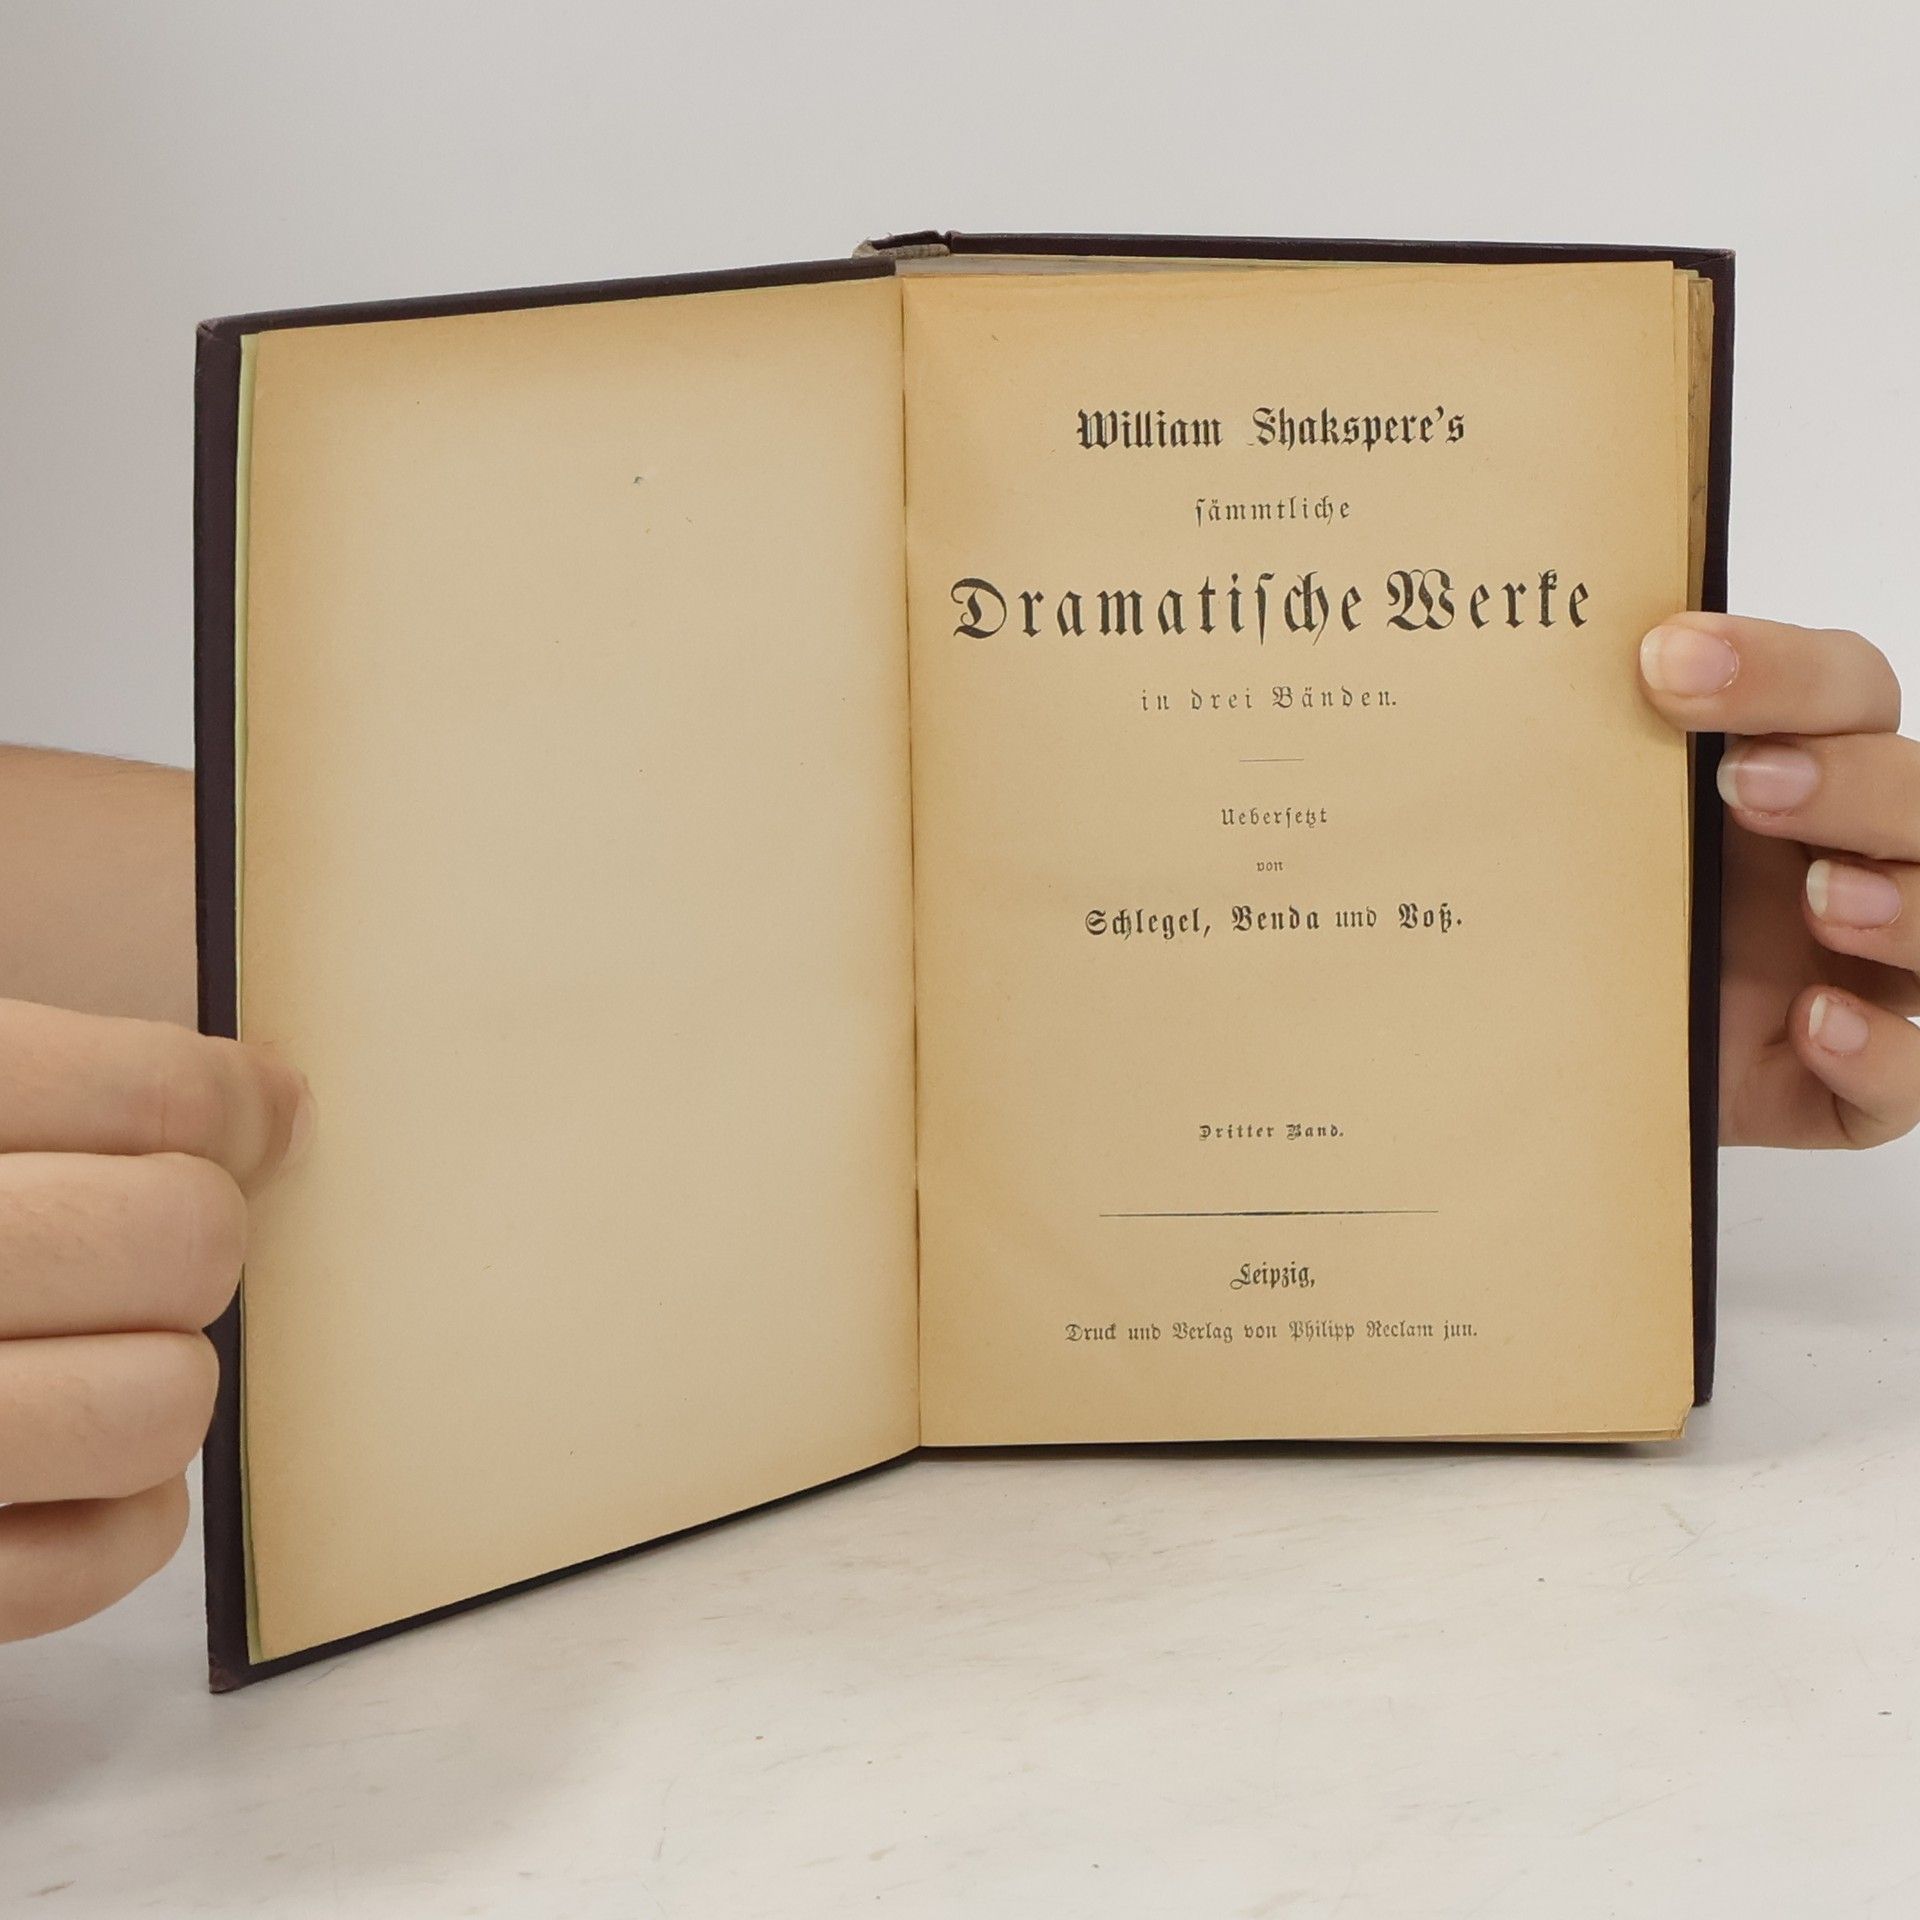 William Shakspere's
sämmtliche
Dramatiſche Werke
in drei Bänden.
Ueberſetzt
von
Schlegel, Benda und Voß.
Dritter Band.
Leipzig,
Druck und Verlag von Philipp Reclam jun.